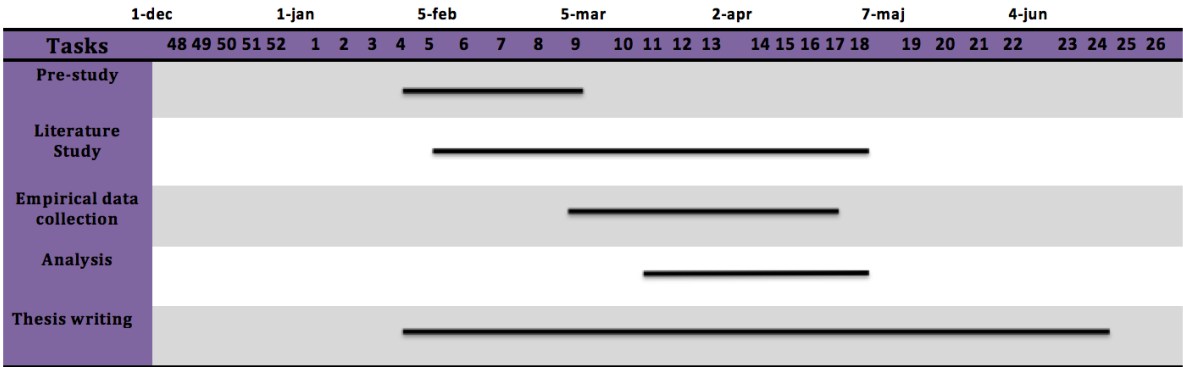 1-dec 1-jan 5-feb 5-mar 2-apr 7-maj 4-jun
Tasks 48 49 50 51 52 1 2 3 4 5 6 7 8 9 10 11 12 13 14 15 16 17 18 19 20 21 22 23 24 25 26
Pre-study
Literature
Study
Empirical data
collection
Analysis
Thesis writing